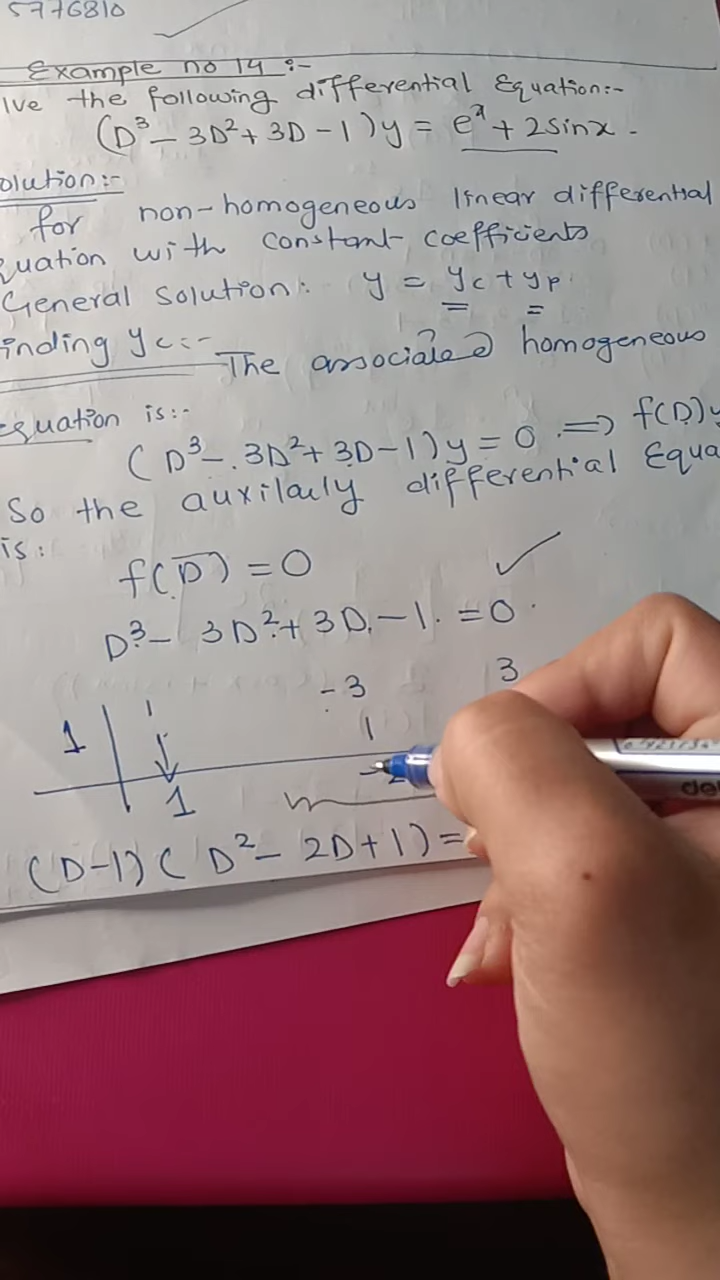 5776810
Example no 14 :-
lve the following differential Equation:-
(D³ - 3D² + 3D - 1)y = eˣ + 2sinx.
olution:-
for non-homogeneous linear differential
quation with constant coefficients
General Solution: y = yc + yp
inding yc:-
The associated homogeneous
equation is:-
(D³ - 3D² + 3D - 1)y = 0 ⇒ f(D)y
So the auxilarly differential Equa
is:
f(D) = 0
D³ - 3D² + 3D - 1 = 0
1 -3 3
1 ↓ 1
1
(D-1)(D² - 2D + 1) =